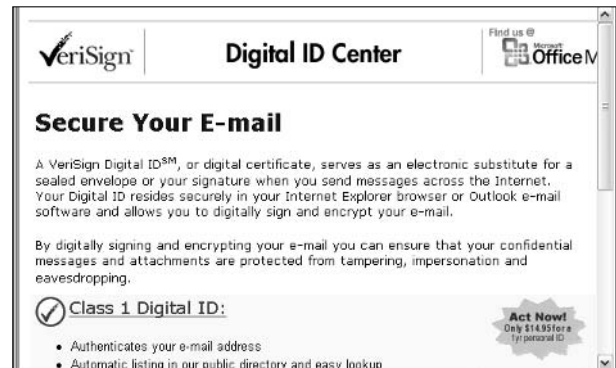 VeriSign
Digital ID Center
Find us @
Microsoft
Office M
Secure Your E-mail
A VeriSign Digital IDSM, or digital certificate, serves as an electronic substitute for a
sealed envelope or your signature when you send messages across the Internet.
Your Digital ID resides securely in your Internet Explorer browser or Outlook e-mail
software and allows you to digitally sign and encrypt your e-mail.
By digitally signing and encrypting your e-mail you can ensure that your confidential
messages and attachments are protected from tampering, impersonation and
eavesdropping.
Class 1 Digital ID:
Act Now!
Only $14.95 for a
1yr personal ID
• Authenticates your e-mail address
• Automatic listing in our public directory and easy lookup